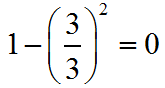 1 − (3/3)² = 0